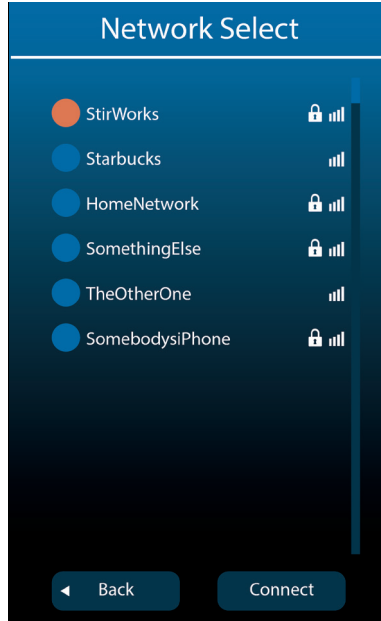 Network Select
StirWorks
Starbucks
HomeNetwork
SomethingElse
TheOtherOne
SomebodysiPhone
Back
Connect